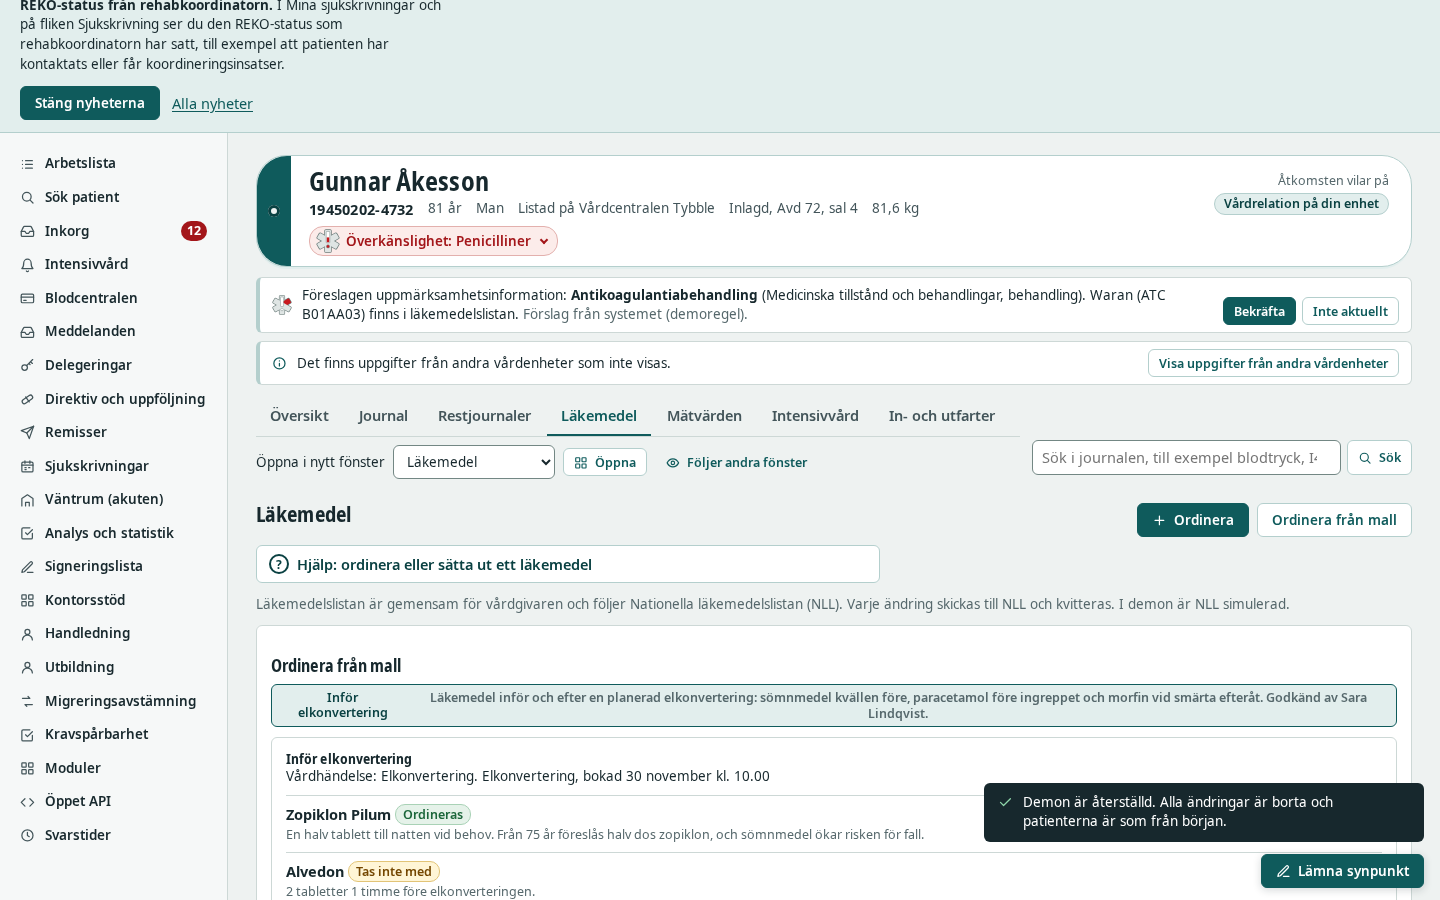 REKO-status från rehabkoordinatorn. I Mina sjukskrivningar och
på fliken Sjukskrivning ser du den REKO-status som
rehabkoordinatorn har satt, till exempel att patienten har
kontaktats eller får koordineringsinsatser.
Stäng nyheterna Alla nyheter
Arbetslista
Sök patient
Inkorg 12
Intensivvård
Blodcentralen
Meddelanden
Delegeringar
Direktiv och uppföljning
Remisser
Sjukskrivningar
Väntrum (akuten)
Analys och statistik
Signeringslista
Kontorsstöd
Handledning
Utbildning
Migreringsavstämning
Kravspårbarhet
Moduler
Öppet API
Svarstider
Gunnar Åkesson
19450202-4732 81 år Man Listad på Vårdcentralen Tybble Inlagd, Avd 72, sal 4 81,6 kg
Överkänslighet: Penicilliner
Åtkomsten vilar på
Vårdrelation på din enhet
Föreslagen uppmärksamhetsinformation: Antikoagulantiabehandling (Medicinska tillstånd och behandlingar, behandling). Waran (ATC
B01AA03) finns i läkemedelslistan. Förslag från systemet (demoregel).
Bekräfta Inte aktuellt
Det finns uppgifter från andra vårdenheter som inte visas.
Visa uppgifter från andra vårdenheter
Översikt Journal Restjournaler Läkemedel Mätvärden Intensivvård In- och utfarter
Öppna i nytt fönster Läkemedel Öppna Följer andra fönster
Sök i journalen, till exempel blodtryck, I4 Sök
Läkemedel
Ordinera Ordinera från mall
Hjälp: ordinera eller sätta ut ett läkemedel
Läkemedelslistan är gemensam för vårdgivaren och följer Nationella läkemedelslistan (NLL). Varje ändring skickas till NLL och kvitteras. I demon är NLL simulerad.
Ordinera från mall
Inför
elkonvertering
Läkemedel inför och efter en planerad elkonvertering: sömnmedel kvällen före, paracetamol före ingreppet och morfin vid smärta efteråt. Godkänd av Sara
Lindqvist.
Inför elkonvertering
Vårdhändelse: Elkonvertering. Elkonvertering, bokad 30 november kl. 10.00
Zopiklon Pilum Ordineras
En halv tablett till natten vid behov. Från 75 år föreslås halv dos zopiklon, och sömnmedel ökar risken för fall.
Alvedon Tas inte med
2 tabletter 1 timme före elkonverteringen.
Demon är återställd. Alla ändringar är borta och
patienterna är som från början.
Lämna synpunkt